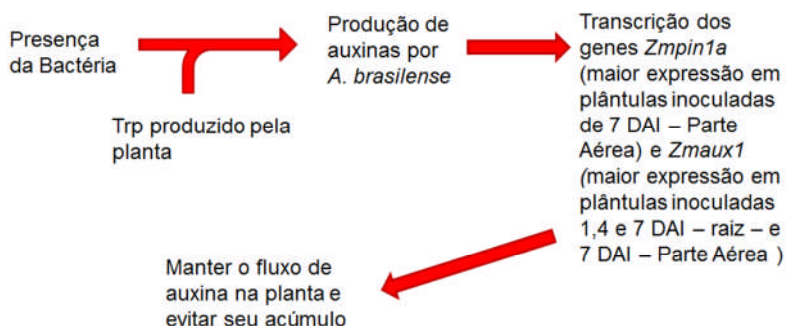 Presença
da Bactéria
Trp produzido pela
planta
Produção de
auxinas por
A. brasilense
Transcrição dos
genes Zmpin1a
(maior expressão em
plântulas inoculadas
de 7 DAI – Parte
Aérea) e Zmaux1
(maior expressão em
plântulas inoculadas
1,4 e 7 DAI – raiz – e
7 DAI – Parte Aérea )
Manter o fluxo de
auxina na planta e
evitar seu acúmulo